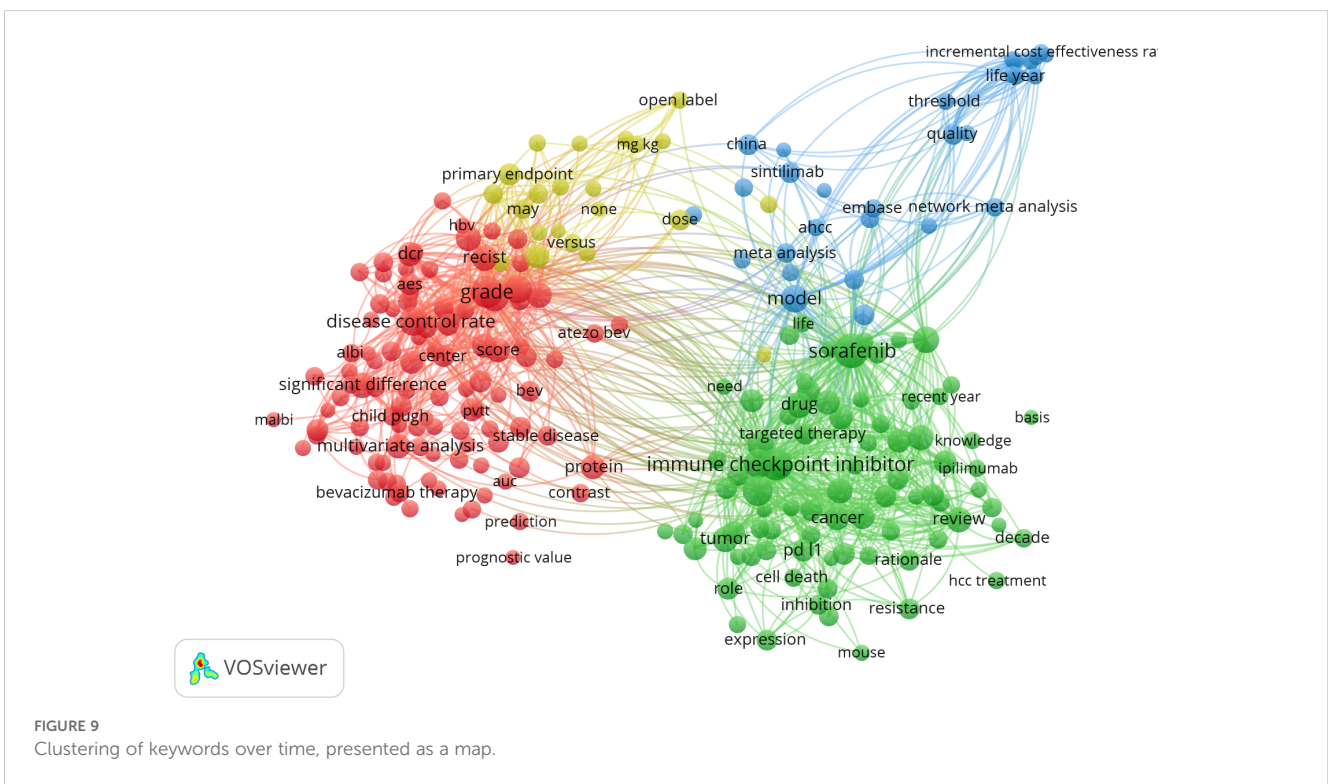 incremental cost effectiveness ra
life year
open label
threshold
quality
mg kg
china
primary endpoint
sintilimab
may
none
dose
embase
network meta analysis
hbv
ahcc
versus
dcr
recist
meta analysis
aes
grade
model
disease control rate
life
atezo bev
albi
center
score
sorafenib
significant difference
bev
need
recent year
drug
malbi
child pugh
pvtt
basis
multivariate analysis
stable disease
targeted therapy
knowledge
protein
immune checkpoint inhibitor
ipilimumab
bevacizumab therapy
auc
contrast
prediction
cancer
review
tumor
decade
prognostic value
pd l1
rationale
cell death
hcc treatment
role
inhibition
resistance
expression
mouse
VOSviewer
FIGURE 9
Clustering of keywords over time, presented as a map.